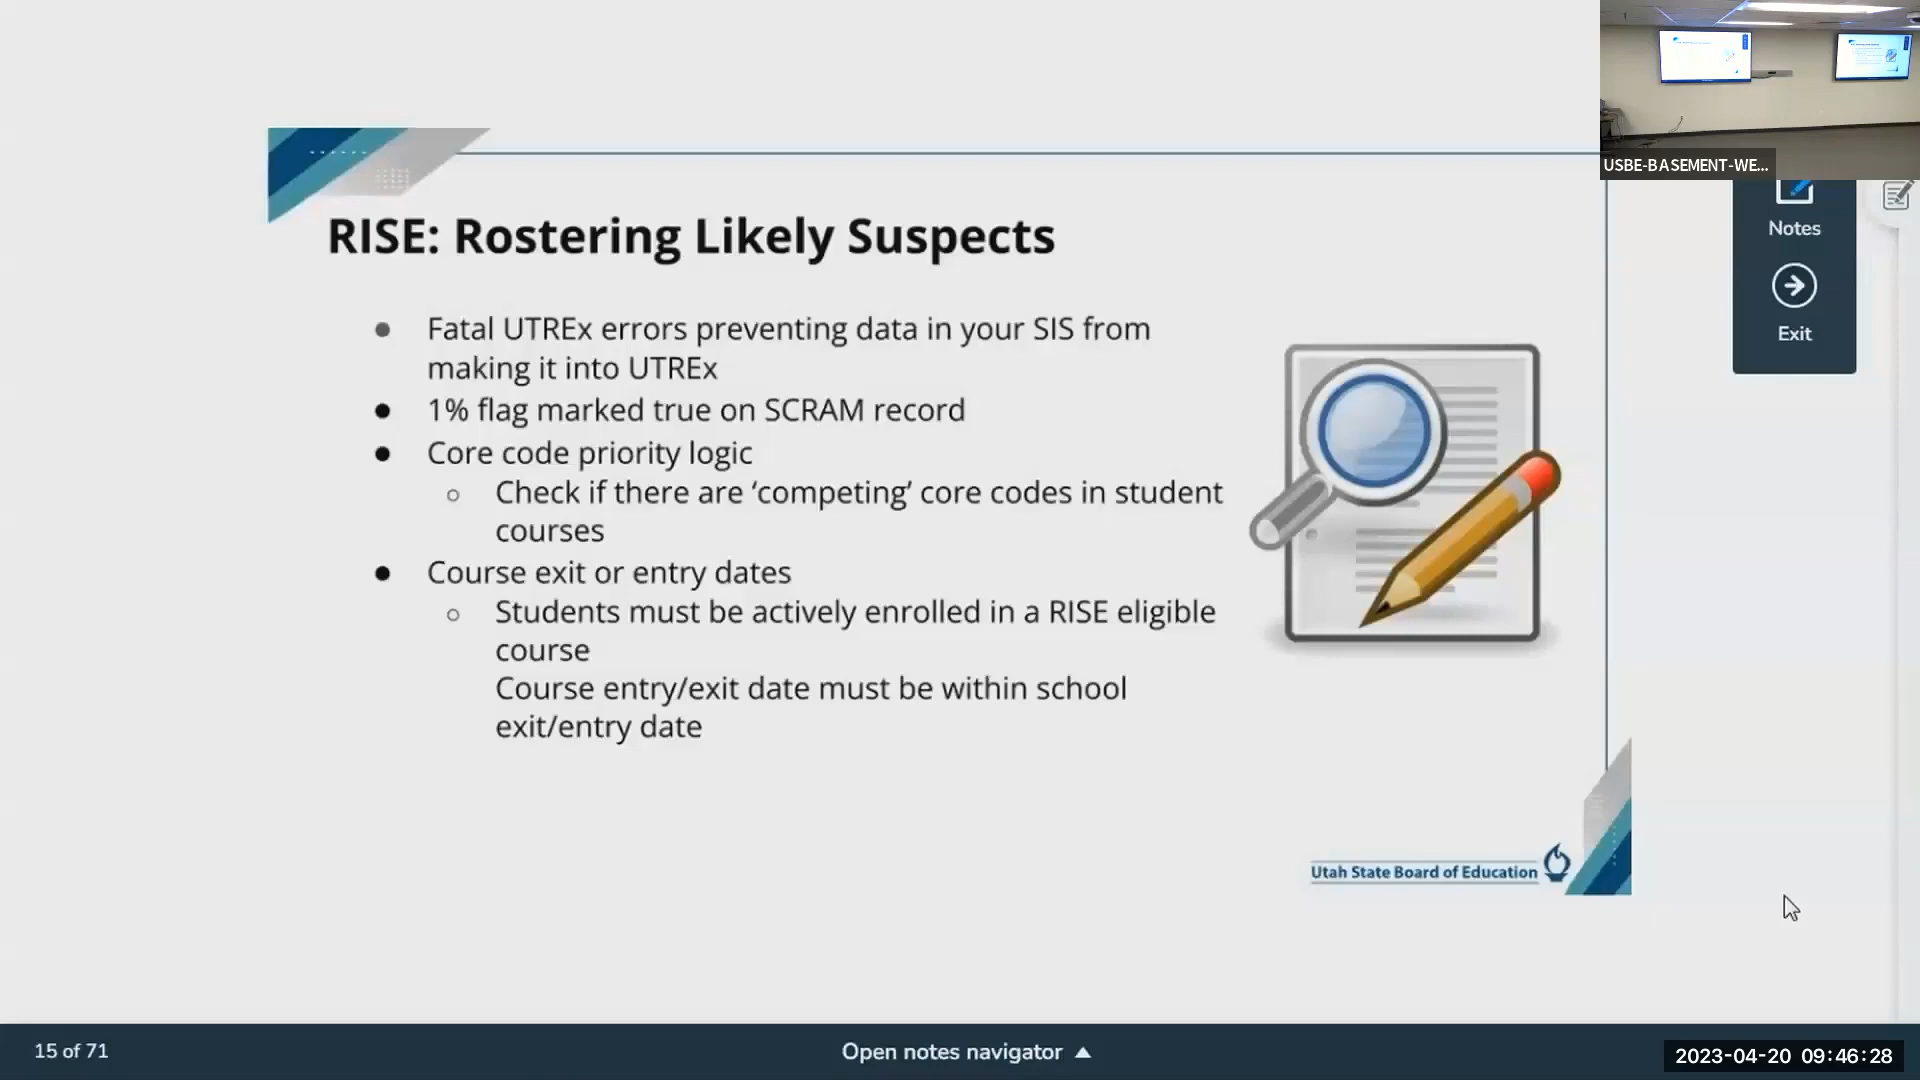 USBE-BASEMENT-WE...
RISE: Rostering Likely Suspects
Notes
Exit
Fatal UTREx errors preventing data in your SIS from
making it into UTREx
1% flag marked true on SCRAM record
Core code priority logic
Check if there are ‘competing’ core codes in student
courses
Course exit or entry dates
Students must be actively enrolled in a RISE eligible
course
Course entry/exit date must be within school
exit/entry date
Utah State Board of Education
15 of 71
Open notes navigator
2023-04-20 09:46:28